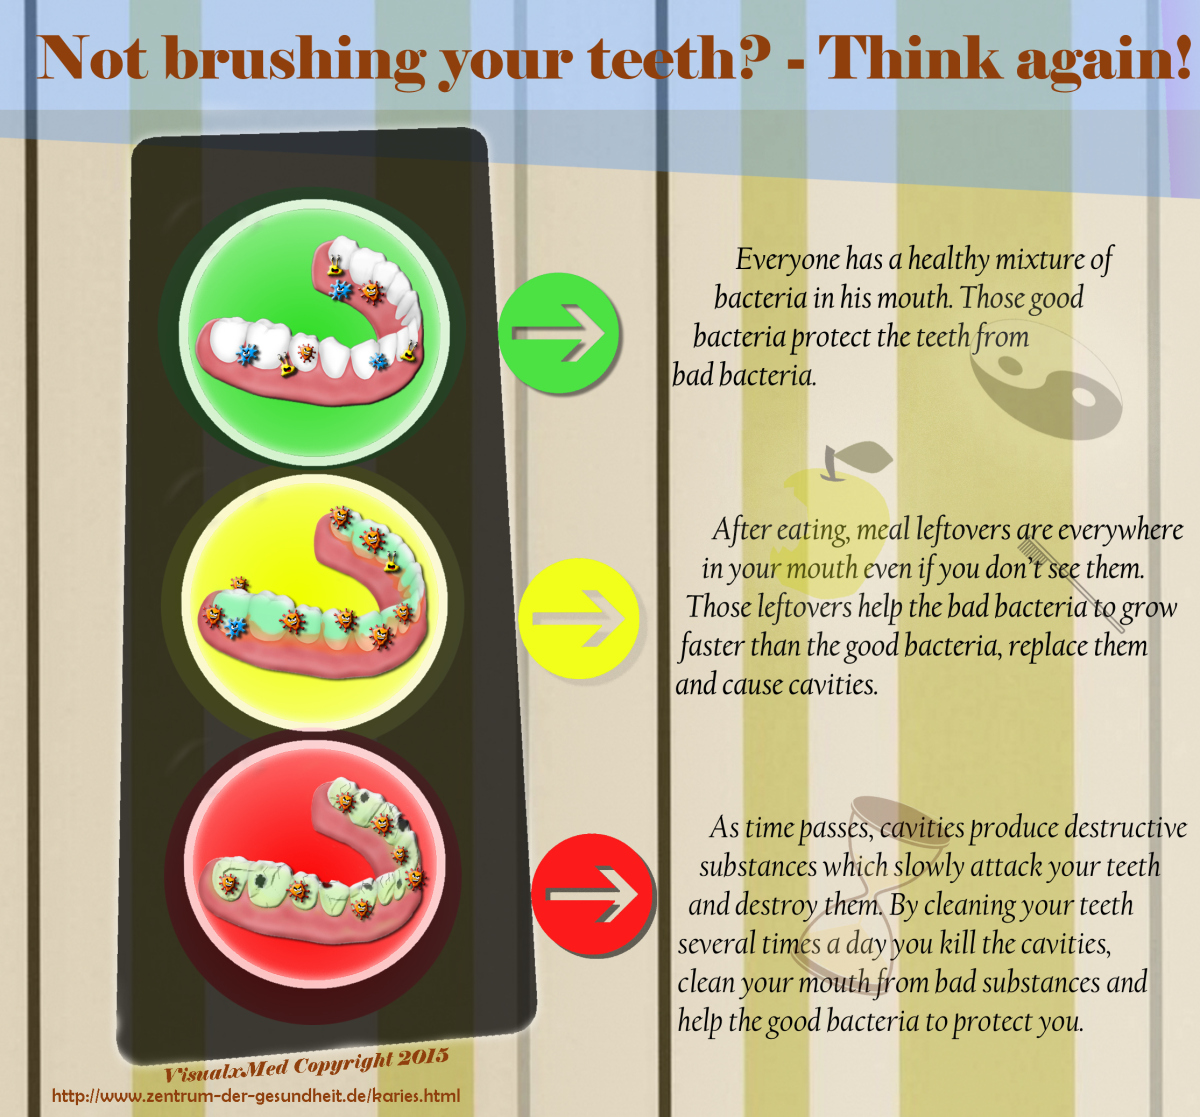 Not brushing your teeth? - Think again!
Everyone has a healthy mixture of
bacteria in his mouth. Those good
bacteria protect the teeth from
bad bacteria.
After eating, meal leftovers are everywhere
in your mouth even if you don't see them.
Those leftovers help the bad bacteria to grow
faster than the good bacteria, replace them
and cause cavities.
As time passes, cavities produce destructive
substances which slowly attack your teeth
and destroy them. By cleaning your teeth
several times a day you kill the cavities,
clean your mouth from bad substances and
help the good bacteria to protect you.
VisualxMed Copyright 2015
http://www.zentrum-der-gesundheit.de/karies.html